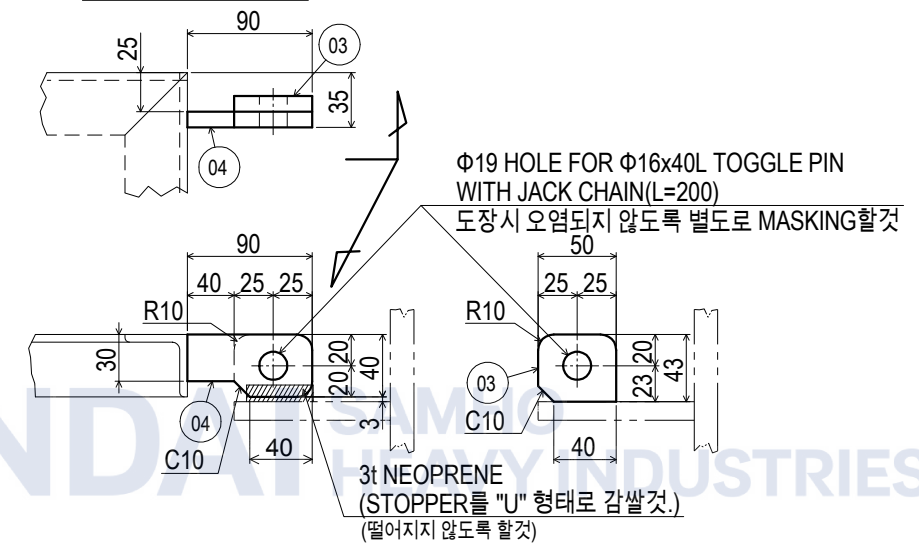 90
25
03
35
04
Φ19 HOLE FOR Φ16x40L TOGGLE PIN
WITH JACK CHAIN(L=200)
도장시 오염되지 않도록 별도로 MASKING할것
90
50
40 25 25
25 25
R10
R10
30
20
40
20
20
43
23
03
3
04
C10
40
C10
40
NDAI SAMHO
HEAVY INDUSTRIES
3t NEOPRENE
(STOPPER를 "U" 형태로 감쌀것.)
(떨어지지 않도록 할것)